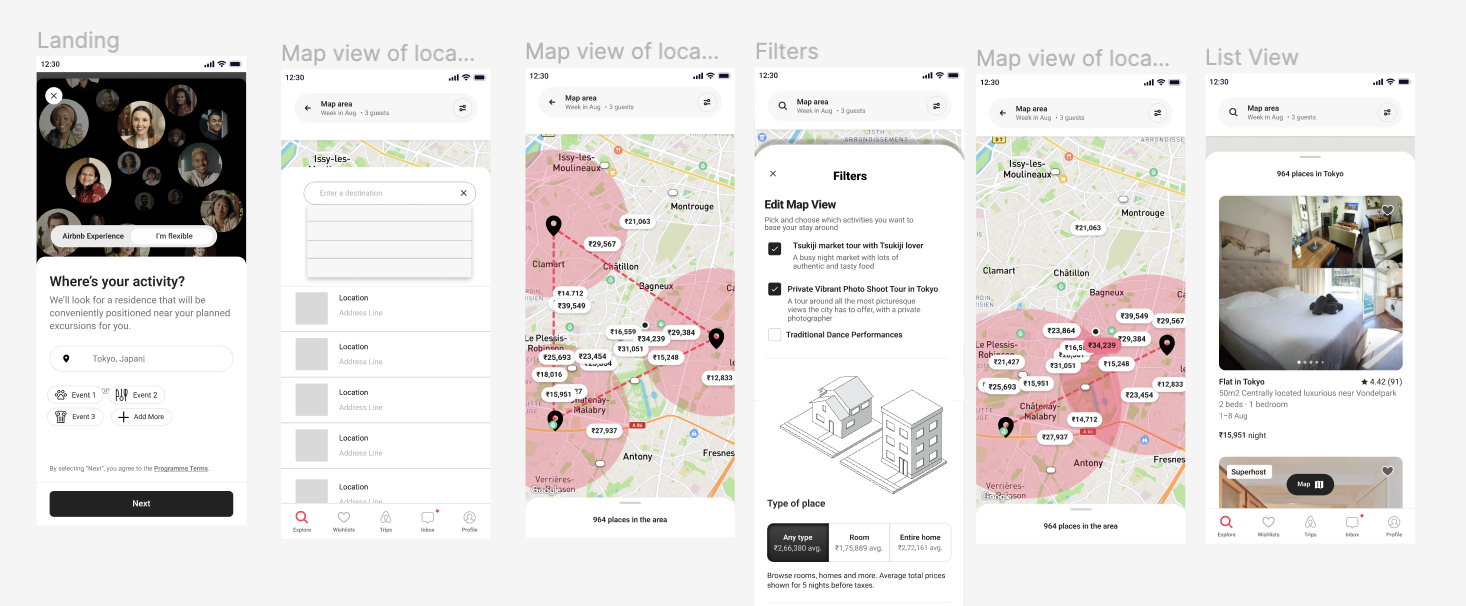 Landing
12:30
Airbnb Experience
I'm flexible
Where's your activity?
We'll look for a residence that will be
conveniently positioned near your planned
excursions for you.
Tokyo, Japan|
Event 1
Event 2
Event 3
Add More
By selecting "Next", you agree to the Programme Terms.
Next
Map view of loca...
12:30
Map area
Week in Aug • 3 guests
Issy-les-
Moulineaux
Enter a destination
Location
Address Line
Location
Address Line
Location
Address Line
Location
Address Line
Location
Address Line
Explore
Wishlists
Trips
Inbox
Profile
Map view of loca...
12:30
Map area
Week in Aug • 3 guests
Issy-les-
Moulineaux
Montrouge
₹21,063
₹29,567
Clamart
Châtillon
Bagneux
₹14.712
₹39,549
₹16,559
₹29,384
₹34,239
Le Plessis-
Robinson
₹31,051
₹25,693
₹23,454
₹15,248
₹18,016
₹12,833
₹15,951
Châtenay-
Malabry
₹27,937
A 86
Antony
Fresnes
Verrières-
Google
964 places in the area
Filters
12:30
Map area
Week in Aug • 3 guests
15TH
ARRONDISSEMENT
Filters
Edit Map View
Pick and choose which activities you want to
base your stay around
Tsukiji market tour with Tsukiji lover
A busy night market with lots of
authentic and tasty food
Private Vibrant Photo Shoot Tour in Tokyo
A tour around all the most picturesque
views the city has to offer, with a private
photographer
Traditional Dance Performances
Type of place
Any type
₹2,66,380 avg.
Room
₹1,75,889 avg.
Entire home
₹2,72,161 avg.
Browse rooms, homes and more. Average total prices
shown for 5 nights before taxes.
Map view of loca...
12:30
Map area
Week in Aug • 3 guests
ARRONDISSE
Issy-les-
Moulineaux
Montrouge
₹21,063
Clamart
Châtillon
Bagneux
₹39,549
₹29,567
₹23,864
₹29,384
₹34,239
Le Plessis-
₹21,427
₹31,051
₹15,248
₹25,693
₹15,951
₹12,833
₹23,454
Châtenay-
Malabry
₹14,712
A 86
₹27,937
Antony
Fresnes
Verrières-
Google
964 places in the area
List View
12:30
Map area
Week in Aug • 3 guests
964 places in Tokyo
Flat in Tokyo
4.42 (91)
50m2 Centrally located luxurious near Vondelpark
2 beds · 1 bedroom
1–8 Aug
₹15,951 night
Superhost
Map
Explore
Wishlists
Trips
Inbox
Profile